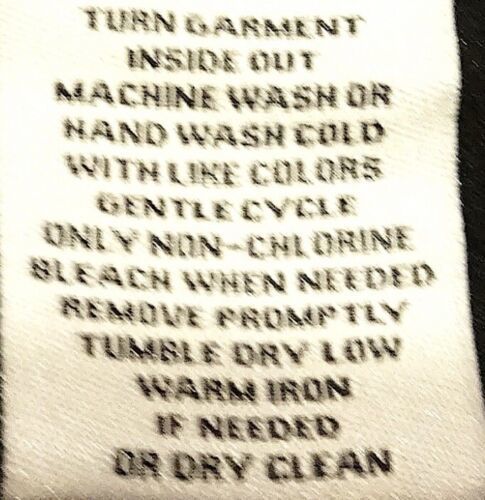 TURN GARMENT
INSIDE OUT
MACHINE WASH OR
HAND WASH COLD
WITH LIKE COLORS
GENTLE CYCLE
ONLY NON-CHLORINE
BLEACH WHEN NEEDED
REMOVE PROMPTLY
TUMBLE DRY LOW
WARM IRON
IF NEEDED
OR DRY CLEAN